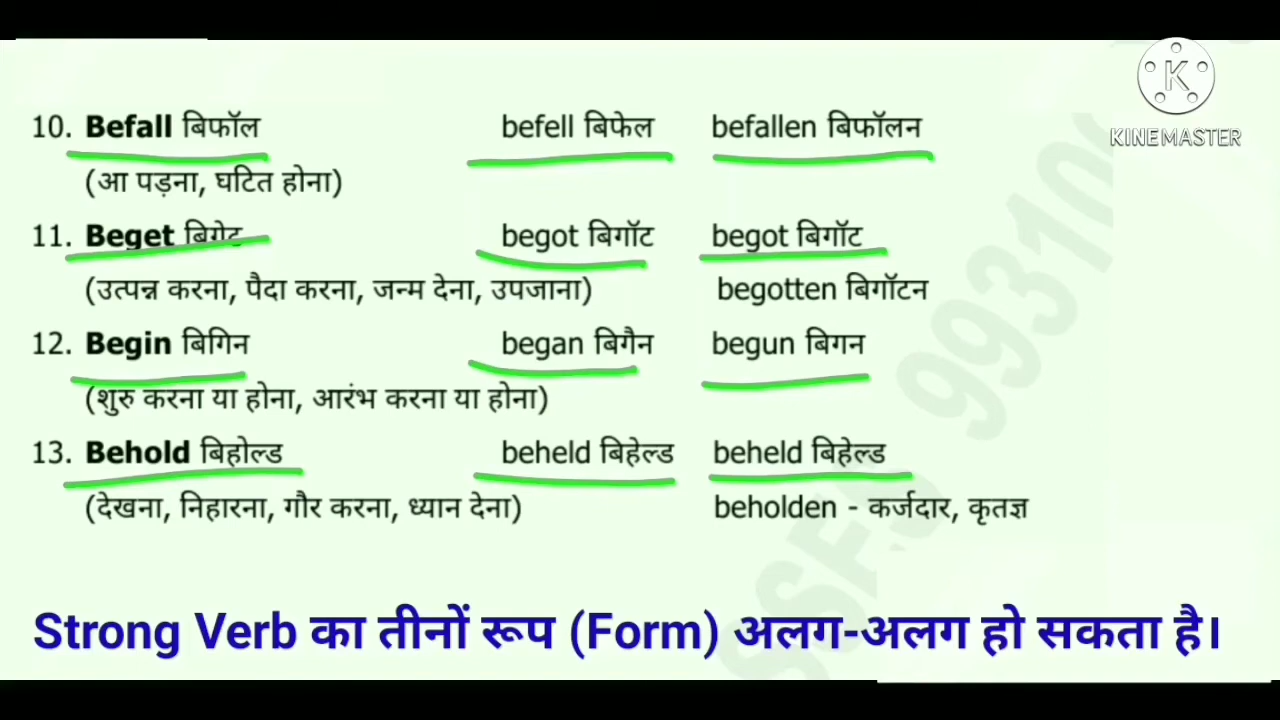 10. Befall बिफॉल befell बिफेल befallen बिफॉलन
(आ पड़ना, घटित होना)
11. Beget बिगेट begot बिगॉट begot बिगॉट
(उत्पन्न करना, पैदा करना, जन्म देना, उपजाना) begotten बिगॉटन
12. Begin बिगिन began बिगैन begun बिगन
(शुरु करना या होना, आरंभ करना या होना)
13. Behold बिहोल्ड beheld बिहेल्ड beheld बिहेल्ड
(देखना, निहारना, गौर करना, ध्यान देना) beholden - कर्जदार, कृतज्ञ
Strong Verb का तीनों रूप (Form) अलग-अलग हो सकता है।
K
KINEMASTER